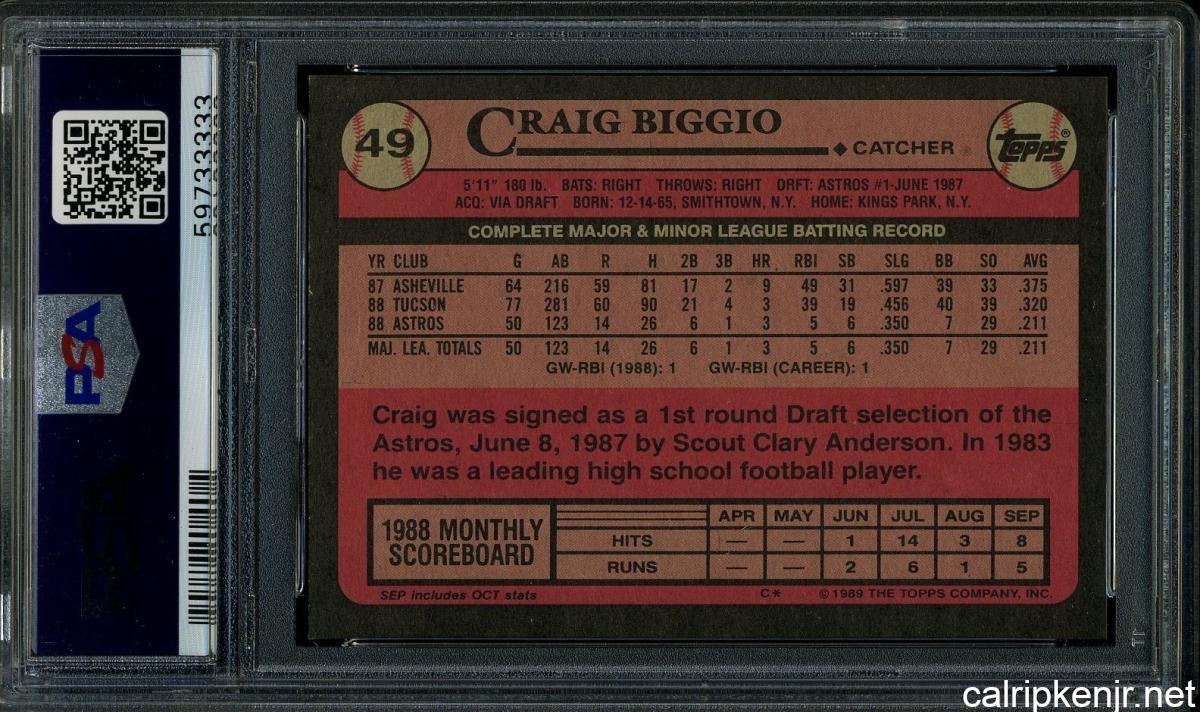 59733333
PSA
49
CRAIG BIGGIO
◆ CATCHER
Topps®
5'11" 180 lb. BATS: RIGHT THROWS: RIGHT DRFT: ASTROS #1-JUNE 1987
ACQ: VIA DRAFT BORN: 12-14-65, SMITHTOWN, N.Y. HOME: KINGS PARK, N.Y.
COMPLETE MAJOR & MINOR LEAGUE BATTING RECORD
YR CLUB G AB R H 2B 3B HR RBI SB SLG BB SO AVG
87 ASHEVILLE 64 216 59 81 17 2 9 49 31 .597 39 33 .375
88 TUCSON 77 281 60 90 21 4 3 39 19 .456 40 39 .320
88 ASTROS 50 123 14 26 6 1 3 5 6 .350 7 29 .211
MAJ. LEA. TOTALS 50 123 14 26 6 1 3 5 6 .350 7 29 .211
GW-RBI (1988): 1 GW-RBI (CAREER): 1
Craig was signed as a 1st round Draft selection of the
Astros, June 8, 1987 by Scout Clary Anderson. In 1983
he was a leading high school football player.
1988 MONTHLY
SCOREBOARD
APR MAY JUN JUL AUG SEP
HITS — — 1 14 3 8
RUNS — — 2 6 1 5
SEP includes OCT stats C* ©1989 THE TOPPS COMPANY, INC.
PSA
calripkenjr.net